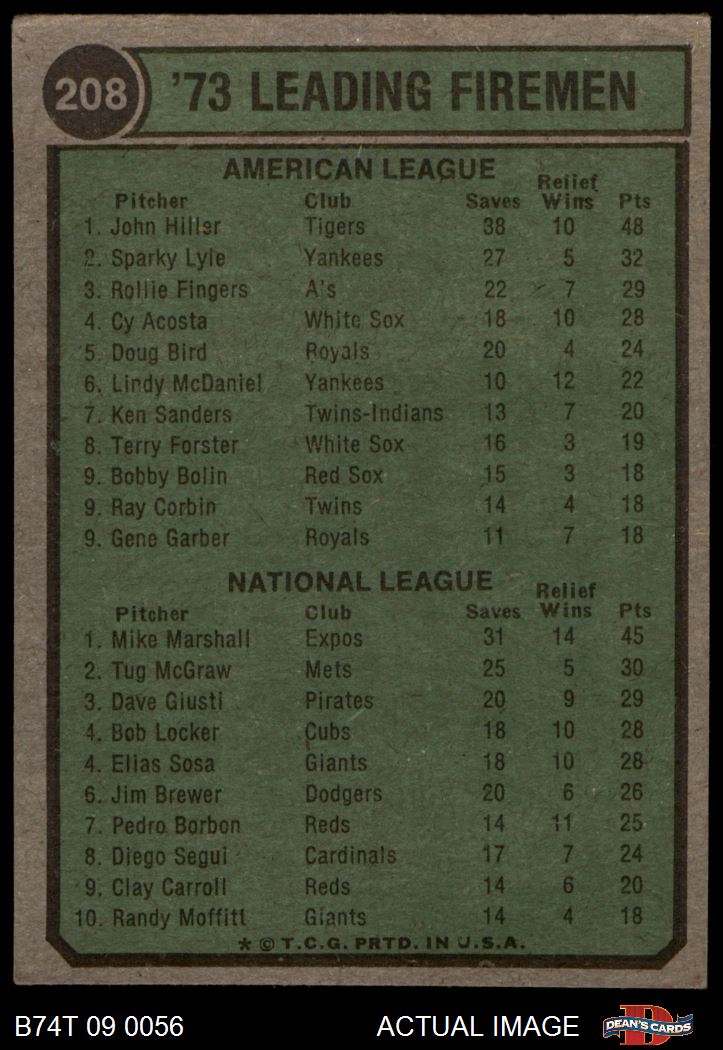 208 '73 LEADING FIREMEN
AMERICAN LEAGUE
Pitcher Club Saves Relief Wins Pts
1. John Hiller Tigers 38 10 48
2. Sparky Lyle Yankees 27 5 32
3. Rollie Fingers A's 22 7 29
4. Cy Acosta White Sox 18 10 28
5. Doug Bird Royals 20 4 24
6. Lindy McDaniel Yankees 10 12 22
7. Ken Sanders Twins-Indians 13 7 20
8. Terry Forster White Sox 16 3 19
9. Bobby Bolin Red Sox 15 3 18
9. Ray Corbin Twins 14 4 18
9. Gene Garber Royals 11 7 18
NATIONAL LEAGUE
Pitcher Club Saves Relief Wins Pts
1. Mike Marshall Expos 31 14 45
2. Tug McGraw Mets 25 5 30
3. Dave Giusti Pirates 20 9 29
4. Bob Locker Cubs 18 10 28
4. Elias Sosa Giants 18 10 28
6. Jim Brewer Dodgers 20 6 26
7. Pedro Borbon Reds 14 11 25
8. Diego Segui Cardinals 17 7 24
9. Clay Carroll Reds 14 6 20
10. Randy Moffitt Giants 14 4 18
* © T.C.G. PRTD. IN U.S.A.
B74T 09 0056 ACTUAL IMAGE D DEAN'S CARDS